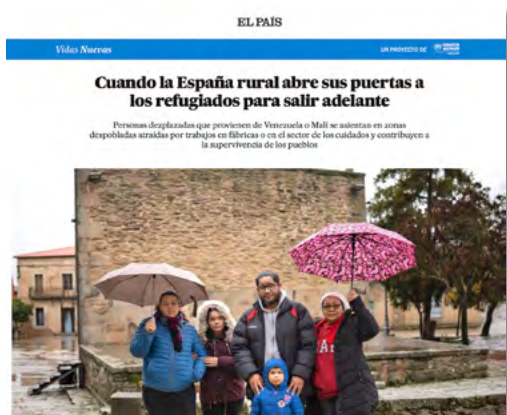 EL PAÍS
Vidas Nuevas
UN PROYECTO DE
Cuando la España rural abre sus puertas a
los refugiados para salir adelante
Personas desplazadas que provienen de Venezuela o Malí se asientan en zonas
despobladas atraídas por trabajos en fábricas o en el sector de los cuidados y contribuyen a
la supervivencia de los pueblos